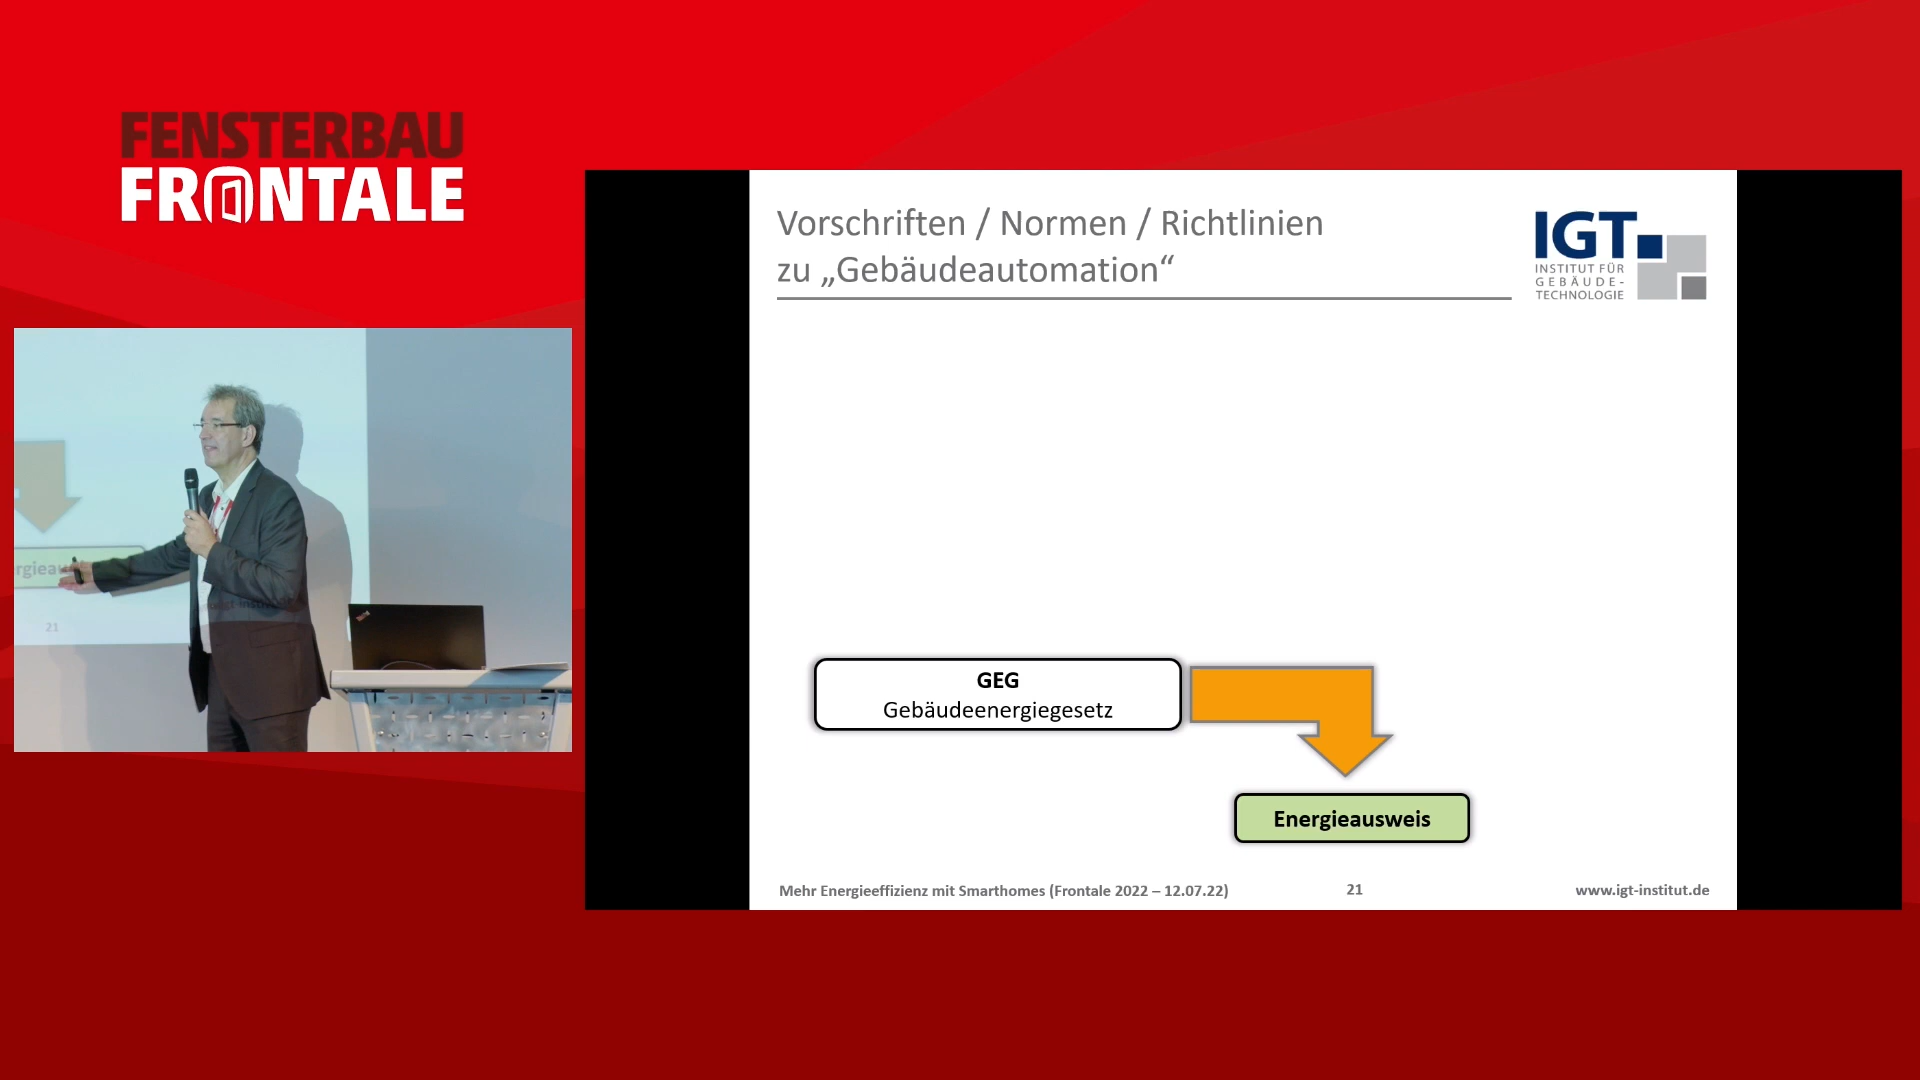 FENSTERBAU
FRONTALE
Vorschriften / Normen / Richtlinien
zu „Gebäudeautomation“
IGT
INSTITUT FÜR
GEBÄUDE-
TECHNOLOGIE
GEG
Gebäudeenergiegesetz
Energieausweis
Mehr Energieeffizienz mit Smarthomes (Frontale 2022 – 12.07.22)
21
www.igt-institut.de
21